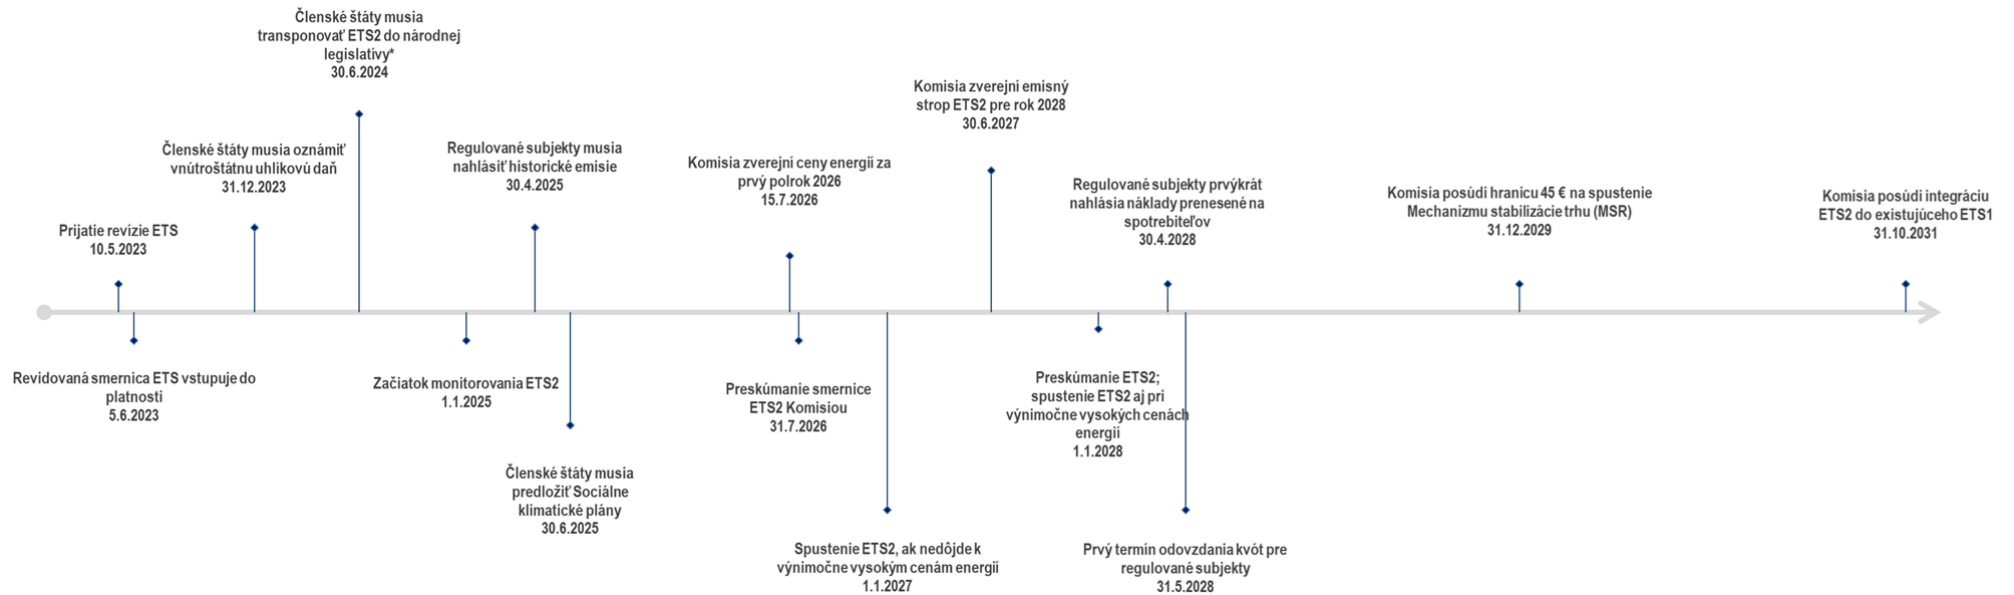 Členské štáty musia
transponovať ETS2 do národnej
legislatívy*
30.6.2024
Komisia zverejní emisný
strop ETS2 pre rok 2028
30.6.2027
Členské štáty musia oznámiť
vnútroštátnu uhlíkovú daň
31.12.2023
Regulované subjekty musia
nahlásiť historické emisie
30.4.2025
Komisia zverejní ceny energií za
prvý polrok 2026
15.7.2026
Regulované subjekty prvýkrát
nahlásia náklady prenesené na
spotrebiteľov
30.4.2028
Komisia posúdi hranicu 45 € na spustenie
Mechanizmu stabilizácie trhu (MSR)
31.12.2029
Komisia posúdi integráciu
ETS2 do existujúceho ETS1
31.10.2031
Prijatie revízie ETS
10.5.2023
Revidovaná smernica ETS vstupuje do
platnosti
5.6.2023
Začiatok monitorovania ETS2
1.1.2025
Členské štáty musia
predložiť Sociálne
klimatické plány
30.6.2025
Preskúmanie smernice
ETS2 Komisiou
31.7.2026
Spustenie ETS2, ak nedôjde k
výnimočne vysokým cenám energií
1.1.2027
Preskúmanie ETS2;
spustenie ETS2 aj pri
výnimočne vysokých cenách
energií
1.1.2028
Prvý termín odovzdania kvót pre
regulované subjekty
31.5.2028